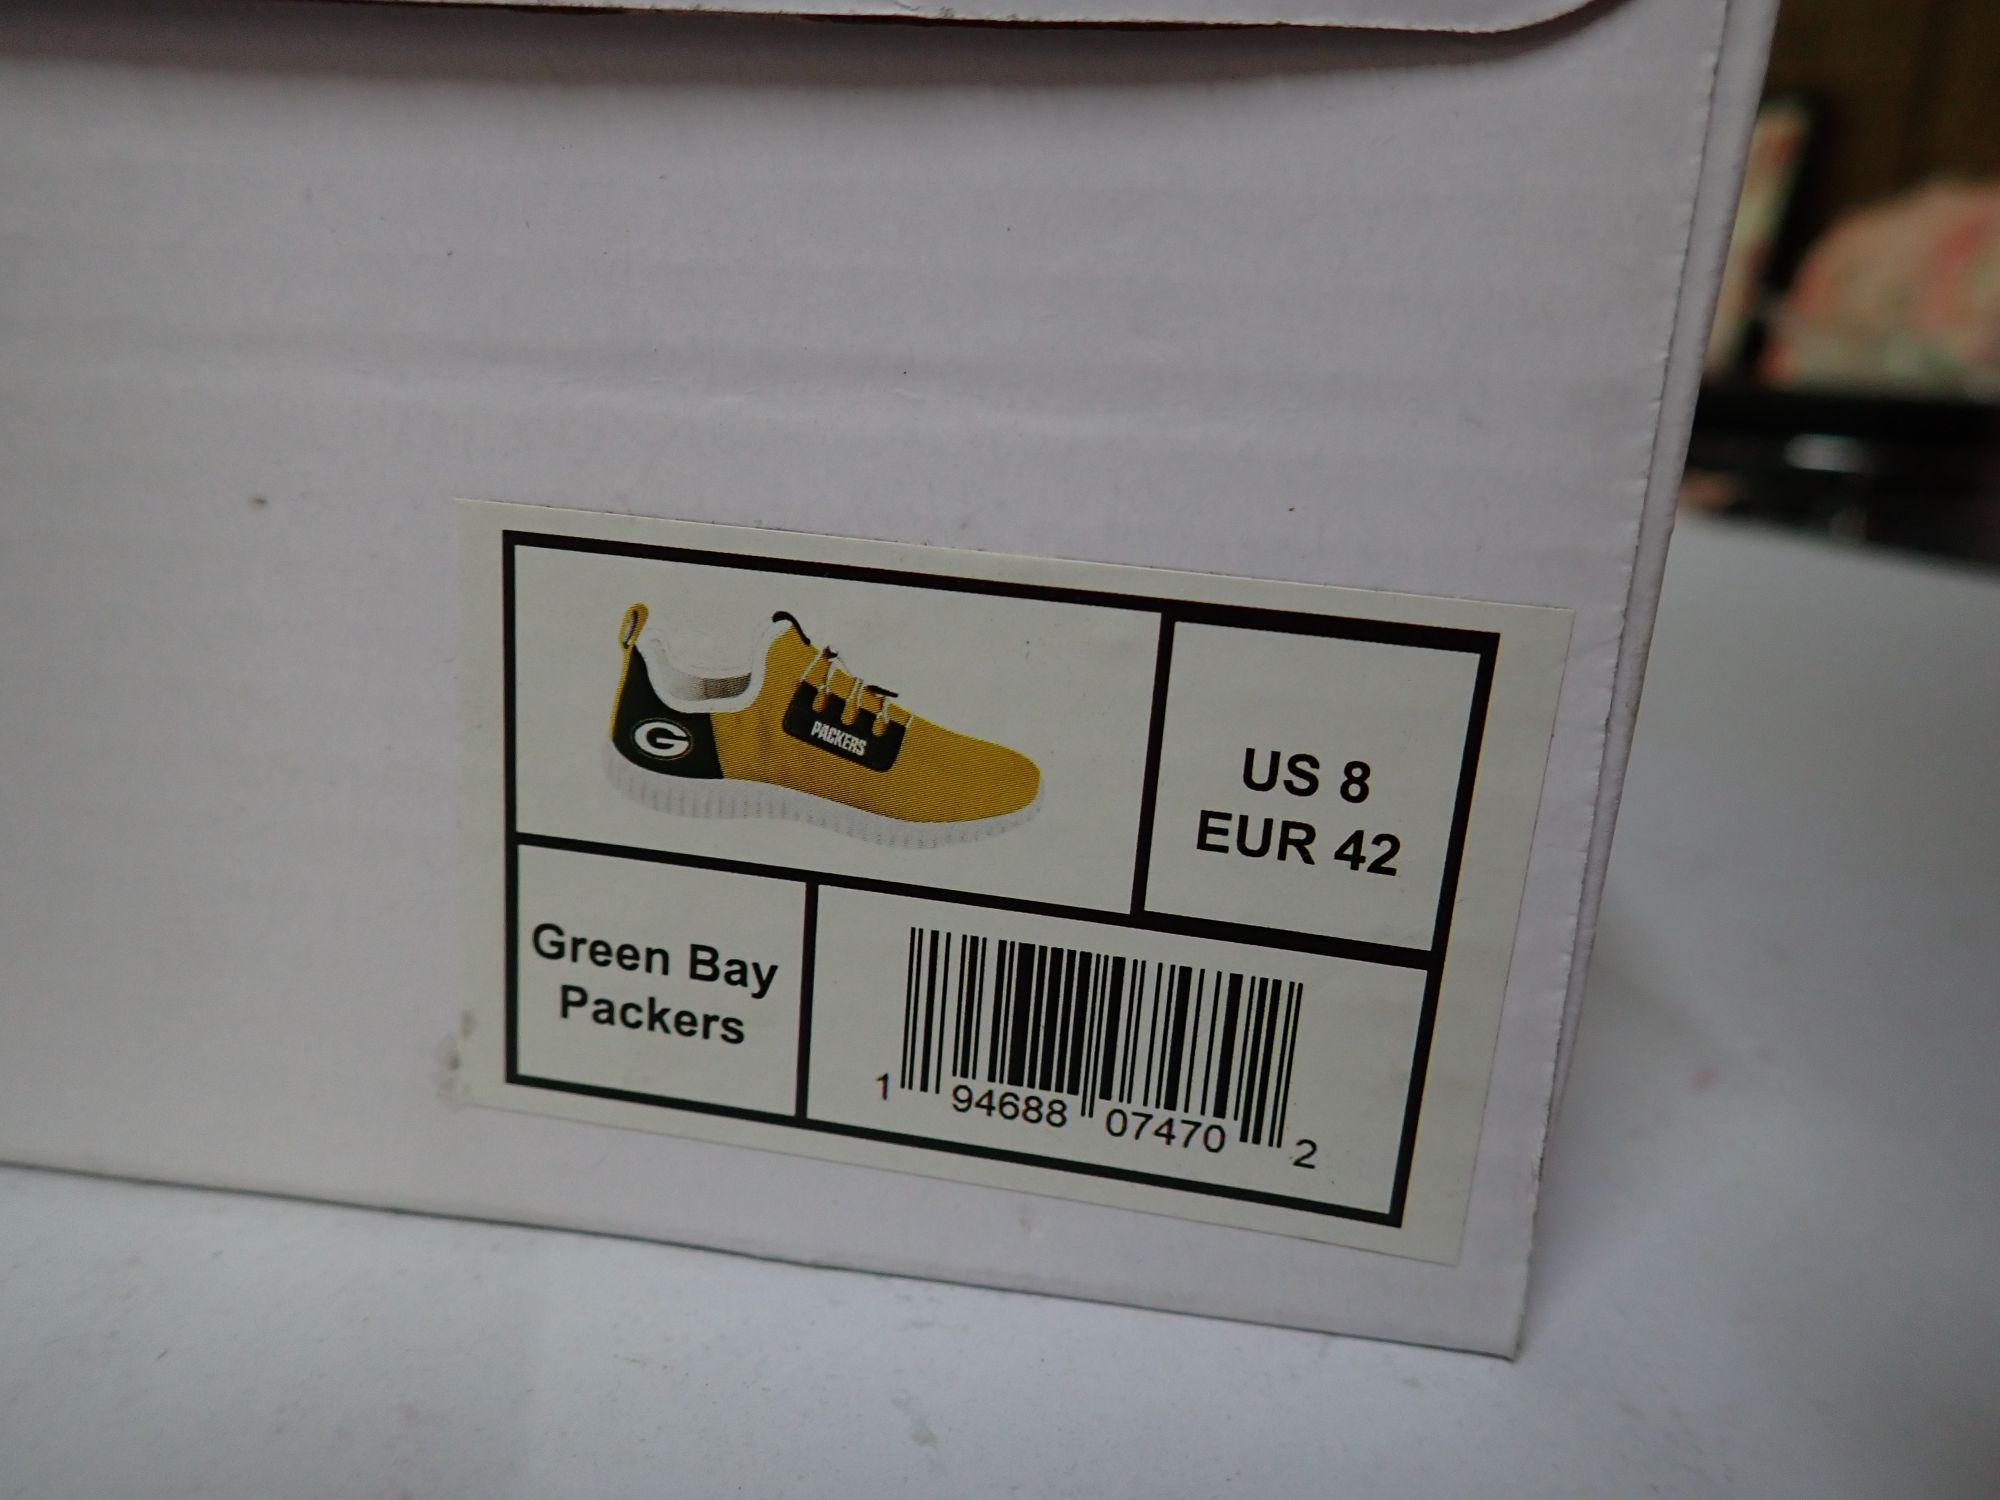 G
PACKERS
US 8
EUR 42
Green Bay
Packers
1 94688 07470 2